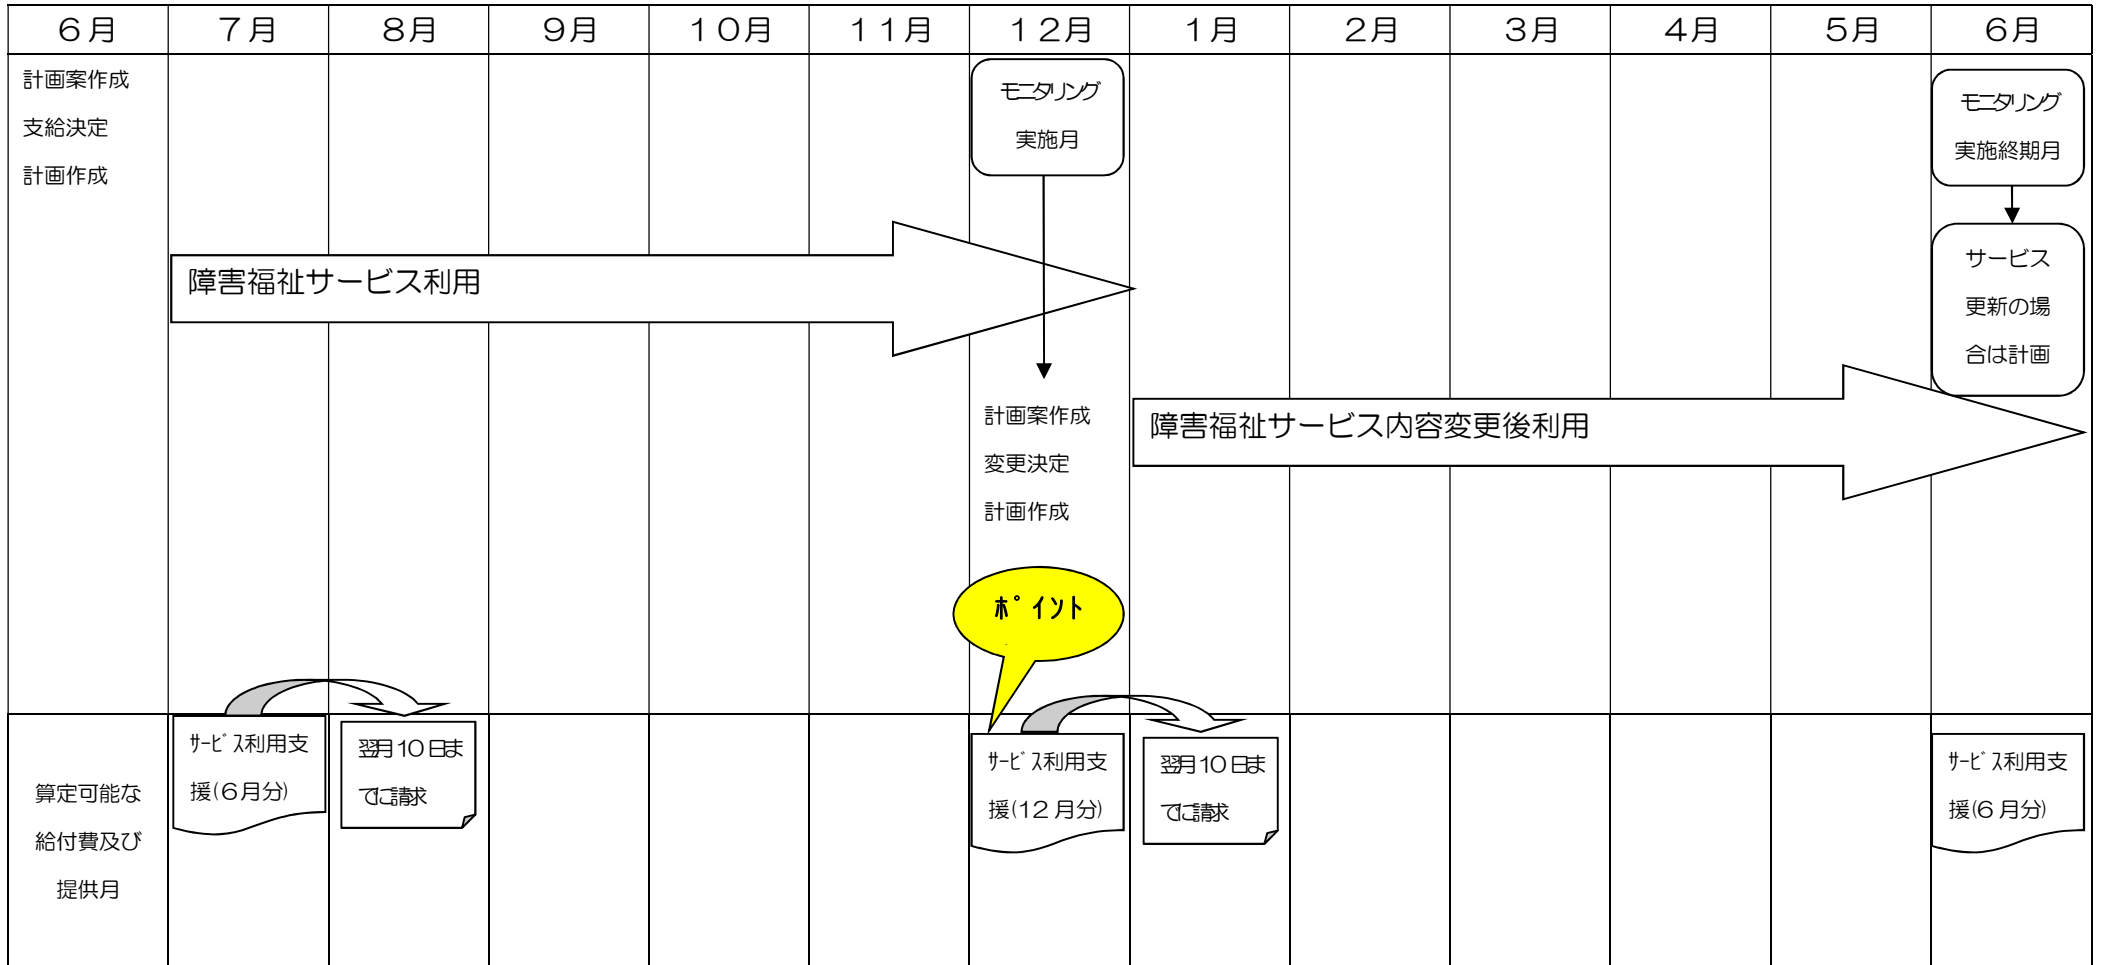 ６月 ７月 ８月 ９月 １０月 １１月 １２月 １月 ２月 ３月 ４月 ５月 ６月
計画案作成
支給決定
計画作成
モニタリング
実施月
モニタリング
実施終期月
サービス
更新の場
合は計画
障害福祉サービス利用
計画案作成
変更決定
計画作成
障害福祉サービス内容変更後利用
ﾎﾟｲﾝﾄ
算定可能な
給付費及び
提供月
ｻｰﾋﾞｽ利用支
援(６月分)
翌月10日ま
でに請求
ｻｰﾋﾞｽ利用支
援(12月分)
翌月10日ま
でに請求
ｻｰﾋﾞｽ利用支
援(６月分)